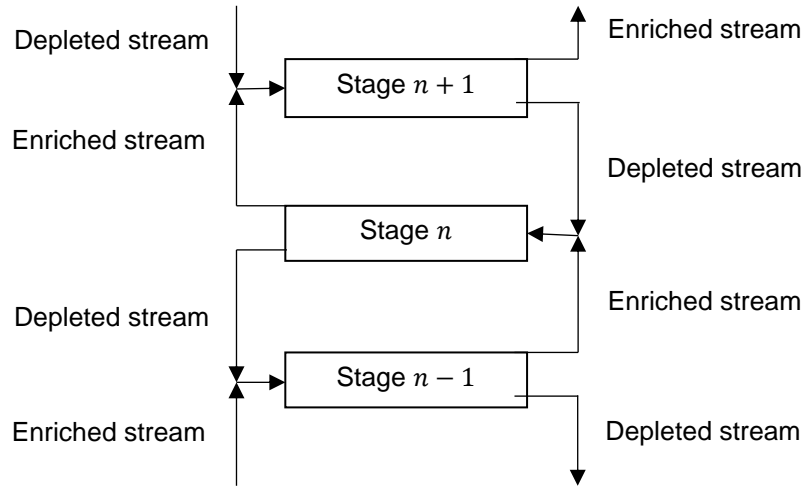 Depleted stream
Enriched stream
Stage n + 1
Enriched stream
Depleted stream
Stage n
Depleted stream
Enriched stream
Stage n − 1
Enriched stream
Depleted stream